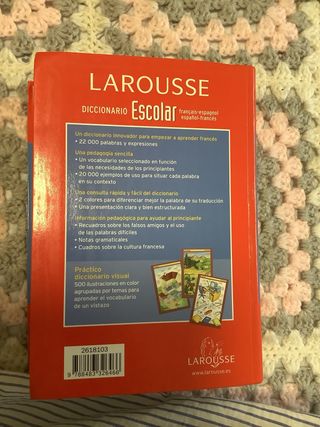 LAROUSSE
DICCIONARIO Escolar français-espagnol
español-francés
Un diccionario innovador para empezar a aprender francés
• 22 000 palabras y expresiones
Una pedagogía sencilla
• Un vocabulario seleccionado en función
de las necesidades de los principiantes
• 20 000 ejemplos de uso para situar cada palabra
en su contexto
Una consulta rápida y fácil del diccionario
• 2 colores para diferenciar mejor la palabra de su traducción
• Una presentación clara y bien estructurada
Información pedagógica para ayudar al principiante
• Recuadros sobre los falsos amigos y el uso
de las palabras difíciles
• Notas gramaticales
• Cuadros sobre la cultura francesa
Práctico
diccionario visual
500 ilustraciones en color
agrupadas por temas para
aprender el vocabulario
de un vistazo
2618103
9 788483 326466
LAROUSSE
www.larousse.es